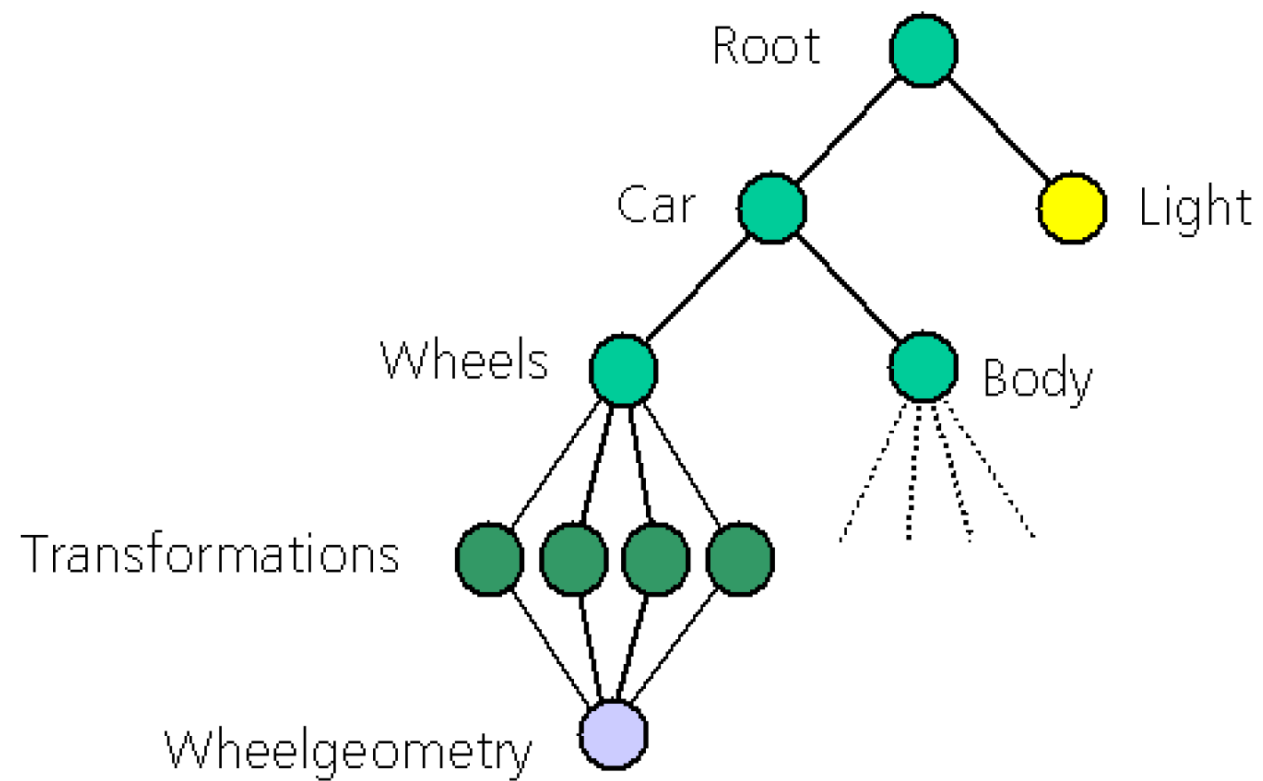 Root
Car
Light
Wheels
Body
Transformations
Wheelgeometry